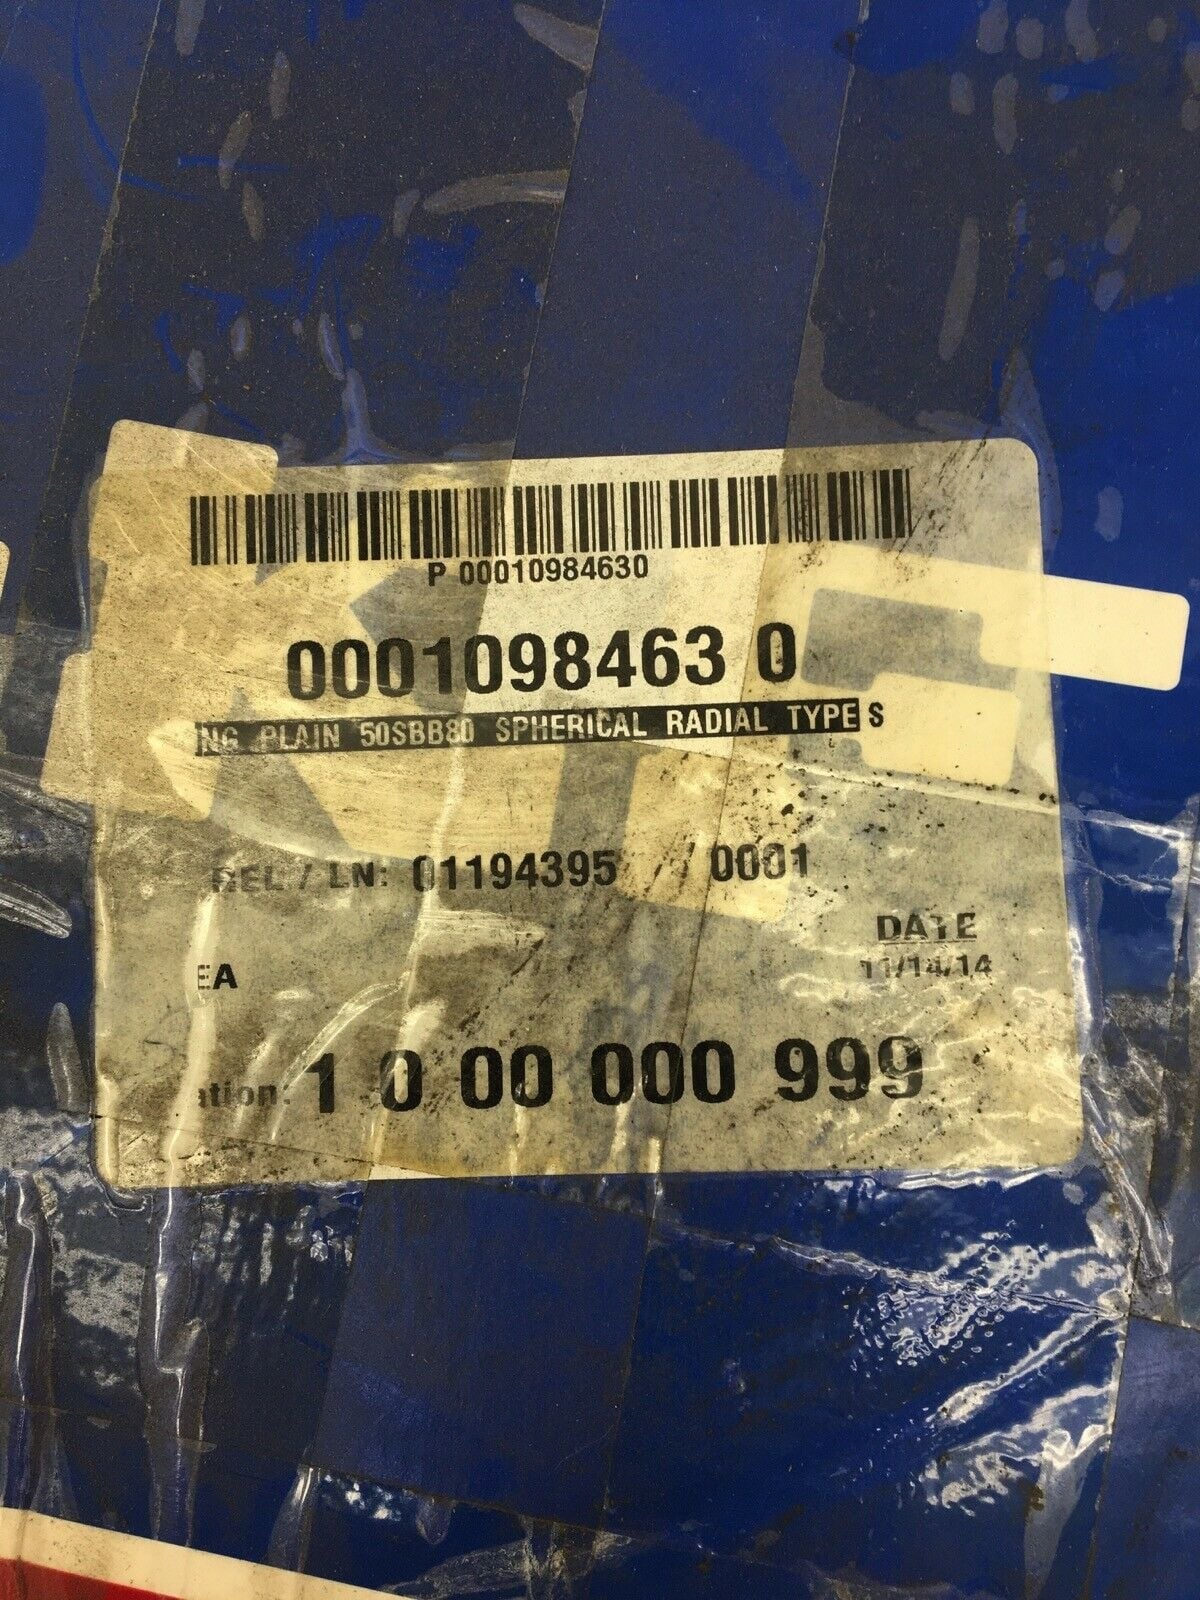 P 00010984630
0001098463 0
NG PLAIN 50SBB80 SPHERICAL RADIAL TYPE S
REL / LN: 01194395 / 0001
DATE
EA 11/14/14
ation: 1 0 00 000 999